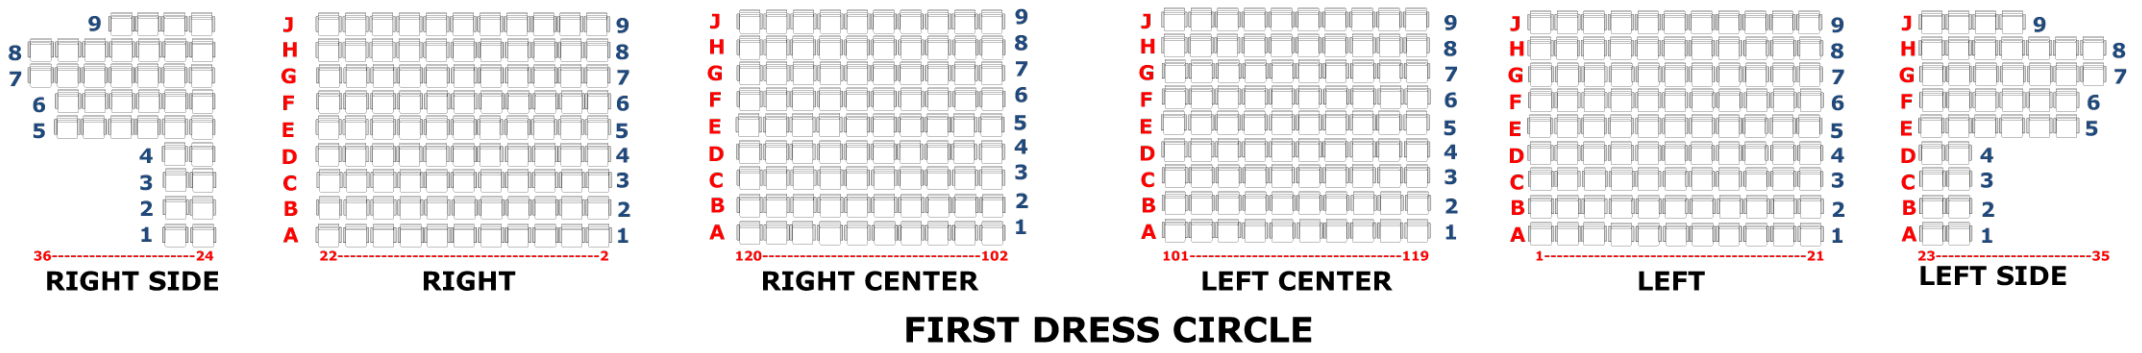 9 J 9 J 9 J 9 J 9 J 9
8 H 8 H 8 H 8 H 8 H 8
7 G 7 G 7 G 7 G 7 G 7
6 F 6 F 6 F 6 F 6 F 6
5 E 5 E 5 E 5 E 5 E 5
4 D 4 D 4 D 4 D 4 D 4
3 C 3 C 3 C 3 C 3 C 3
2 B 2 B 2 B 2 B 2 B 2
1 A 1 A 1 A 1 A 1 A 1
36------------------------24 22------------------------2 120------------------------102 101------------------------119 1------------------------21 23------------------------35
RIGHT SIDE RIGHT RIGHT CENTER LEFT CENTER LEFT LEFT SIDE
FIRST DRESS CIRCLE